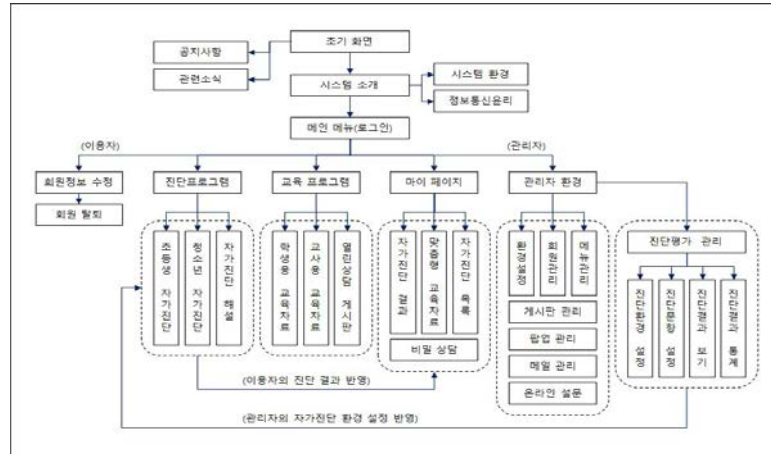 초기 화면
공지사항
관련소식
시스템 소개
시스템 환경
정보통신윤리
메인 메뉴(로그인)
(이용자)
(관리자)
회원정보 수정
진단프로그램
교육 프로그램
마이 페이지
관리자 환경
회원 탈퇴
진단평가 관리
초등생 자가진단
청소년 자가진단
자가진단 해설
학생용 교육자료
교사용 교육자료
열린상담 게시판
자가진단 결과
맞춤형 교육자료
자가진단 목록
비밀 상담
환경설정
회원관리
메뉴관리
게시판 관리
팝업 관리
메일 관리
온라인 설문
진단환경 설정
진단문항 설정
진단결과 보기
진단결과 통계
(이용자의 진단 결과 반영)
(관리자의 자가진단 환경 설정 반영)